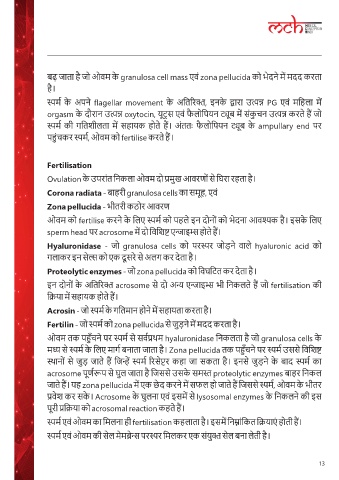 mch
बढ़ जाता है जो ओवम के granulosa cell mass एवं zona pellucida को भेदने में मदद करता
है।
स्पर्म के अपने flagellar movement के अतिरिक्त, इनके द्वारा उत्पन्न PG एवं महिला में
orgasm के दौरान उत्पन्न oxytocin, यूट्रस एवं फैलोपियन ट्यूब में संकुचन उत्पन्न करते हैं जो
स्पर्म की गतिशीलता में सहायक होते हैं। अंततः फैलोपियन ट्यूब के ampullary end पर
पहुंचकर स्पर्म, ओवम को fertilise करते हैं।
Fertilisation
Ovulation के उपरांत निकला ओवम दो प्रमुख आवरणों से घिरा रहता है।
Corona radiata - बाहरी granulosa cells का समूह, एवं
Zona pellucida - भीतरी कठोर आवरण
ओवम को fertilise करने के लिए स्पर्म को पहले इन दोनों को भेदना आवश्यक है। इसके लिए
sperm head पर acrosome में दो विशिष्ट एन्जाइम्स होते हैं।
Hyaluronidase - जो granulosa cells को परस्पर जोड़ने वाले hyaluronic acid को
गलाकर इन सेल्स को एक दूसरे से अलग कर देता है।
Proteolytic enzymes - जो zona pellucida को विघटित कर देता है।
इन दोनों के अतिरिक्त acrosome से दो अन्य एन्जाइम्स भी निकलते हैं जो fertilisation की
क्रिया में सहायक होते हैं।
Acrosin - जो स्पर्म के गतिमान होने में सहायता करता है।
Fertilin - जो स्पर्म को zona pellucida से जुड़ने में मदद करता है।
ओवम तक पहुँचने पर स्पर्म से सर्वप्रथम hyaluronidase निकलता है जो granulosa cells के
मध्य से स्पर्म के लिए मार्ग बनाता जाता है। Zona pellucida तक पहुँचने पर स्पर्म उससे विशिष्ट
स्थानों से जुड़ जाते हैं जिन्हें स्पर्म रिसेप्टर कहा जा सकता है। इनसे जुड़ने के बाद स्पर्म का
acrosome पूर्णरूप से घुल जाता है जिससे उसके समस्त proteolytic enzymes बाहर निकल
जाते हैं। यह zona pellucida में एक छेद करने में सफल हो जाते हैं जिससे स्पर्म, ओवम के भीतर
प्रवेश कर सके। Acrosome के घुलना एवं इसमें से lysosomal enzymes के निकलने की इस
पूरी प्रक्रिया को acrosomal reaction कहते हैं।
स्पर्म एवं ओवम का मिलना ही fertilisation कहलाता है। इसमें निम्नांकित क्रियाएं होती हैं।
स्पर्म एवं ओवम की सेल मेमब्रेन्स परस्पर मिलकर एक संयुक्त सेल बना लेती है।
13